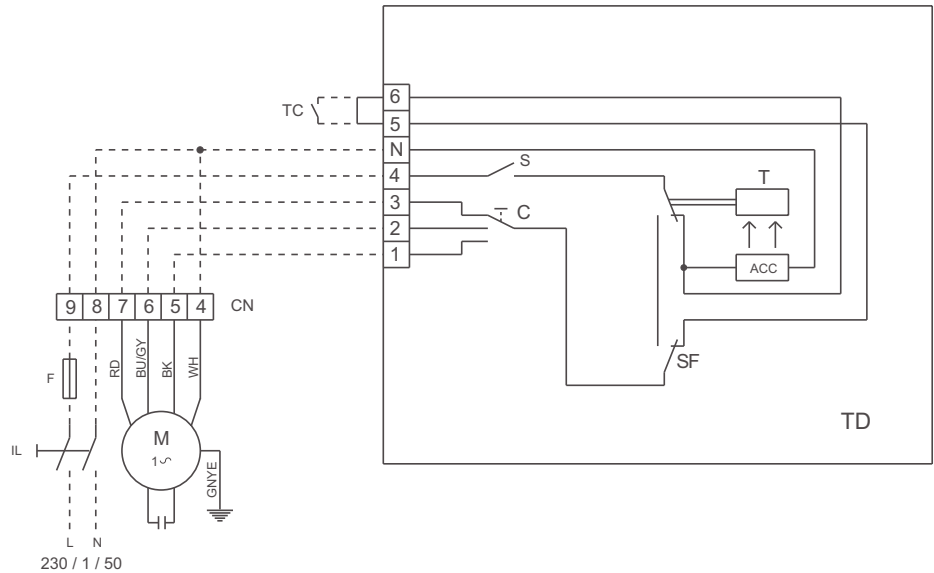 6
TC
5
N
4
S
T
3
C
2
1
ACC
9 8 7 6 5 4 CN
RD
BU/GY
BK
WH
F
SF
TD
M
1∿
IL
GNYE
L N
230 / 1 / 50